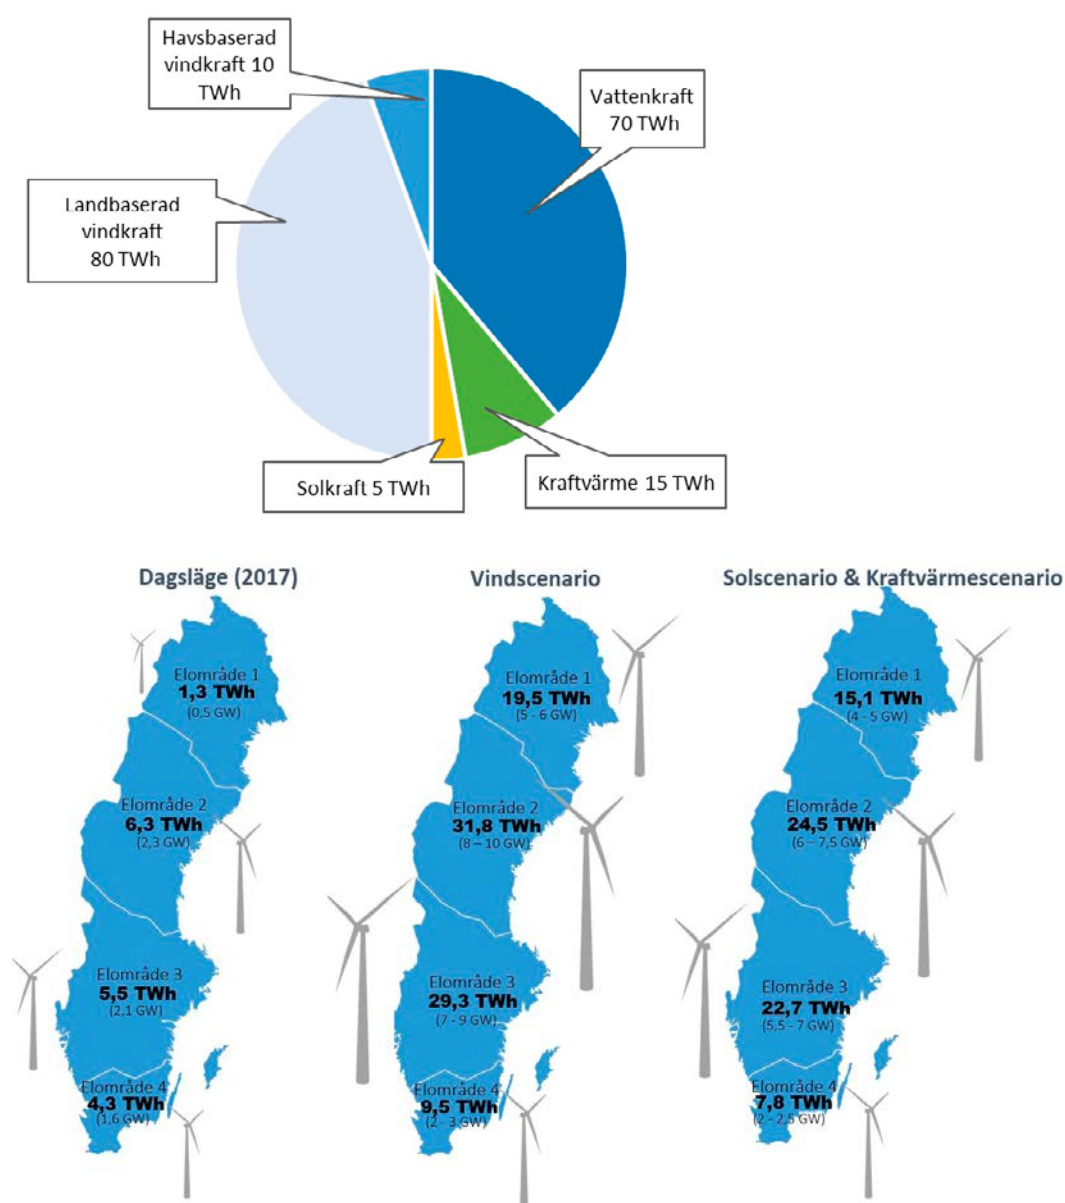 Havsbaserad
vindkraft 10
TWh
Vattenkraft
70 TWh
Landbaserad
vindkraft
80 TWh
Solkraft 5 TWh
Kraftvärme 15 TWh
Dagsläge (2017)
Elområde 1
1,3 TWh
(0,5 GW)
Elområde 2
6,3 TWh
(2,3 GW)
Elområde 3
5,5 TWh
(2,1 GW)
Elområde 4
4,3 TWh
(1,6 GW)
Vindscenario
Elområde 1
19,5 TWh
(5 - 6 GW)
Elområde 2
31,8 TWh
(8 – 10 GW)
Elområde 3
29,3 TWh
(7 - 9 GW)
Elområde 4
9,5 TWh
(2 - 3 GW)
Solscenario & Kraftvärmescenario
Elområde 1
15,1 TWh
(4 - 5 GW)
Elområde 2
24,5 TWh
(6 – 7,5 GW)
Elområde 3
22,7 TWh
(5,5 - 7 GW)
Elområde 4
7,8 TWh
(2 - 2,5 GW)